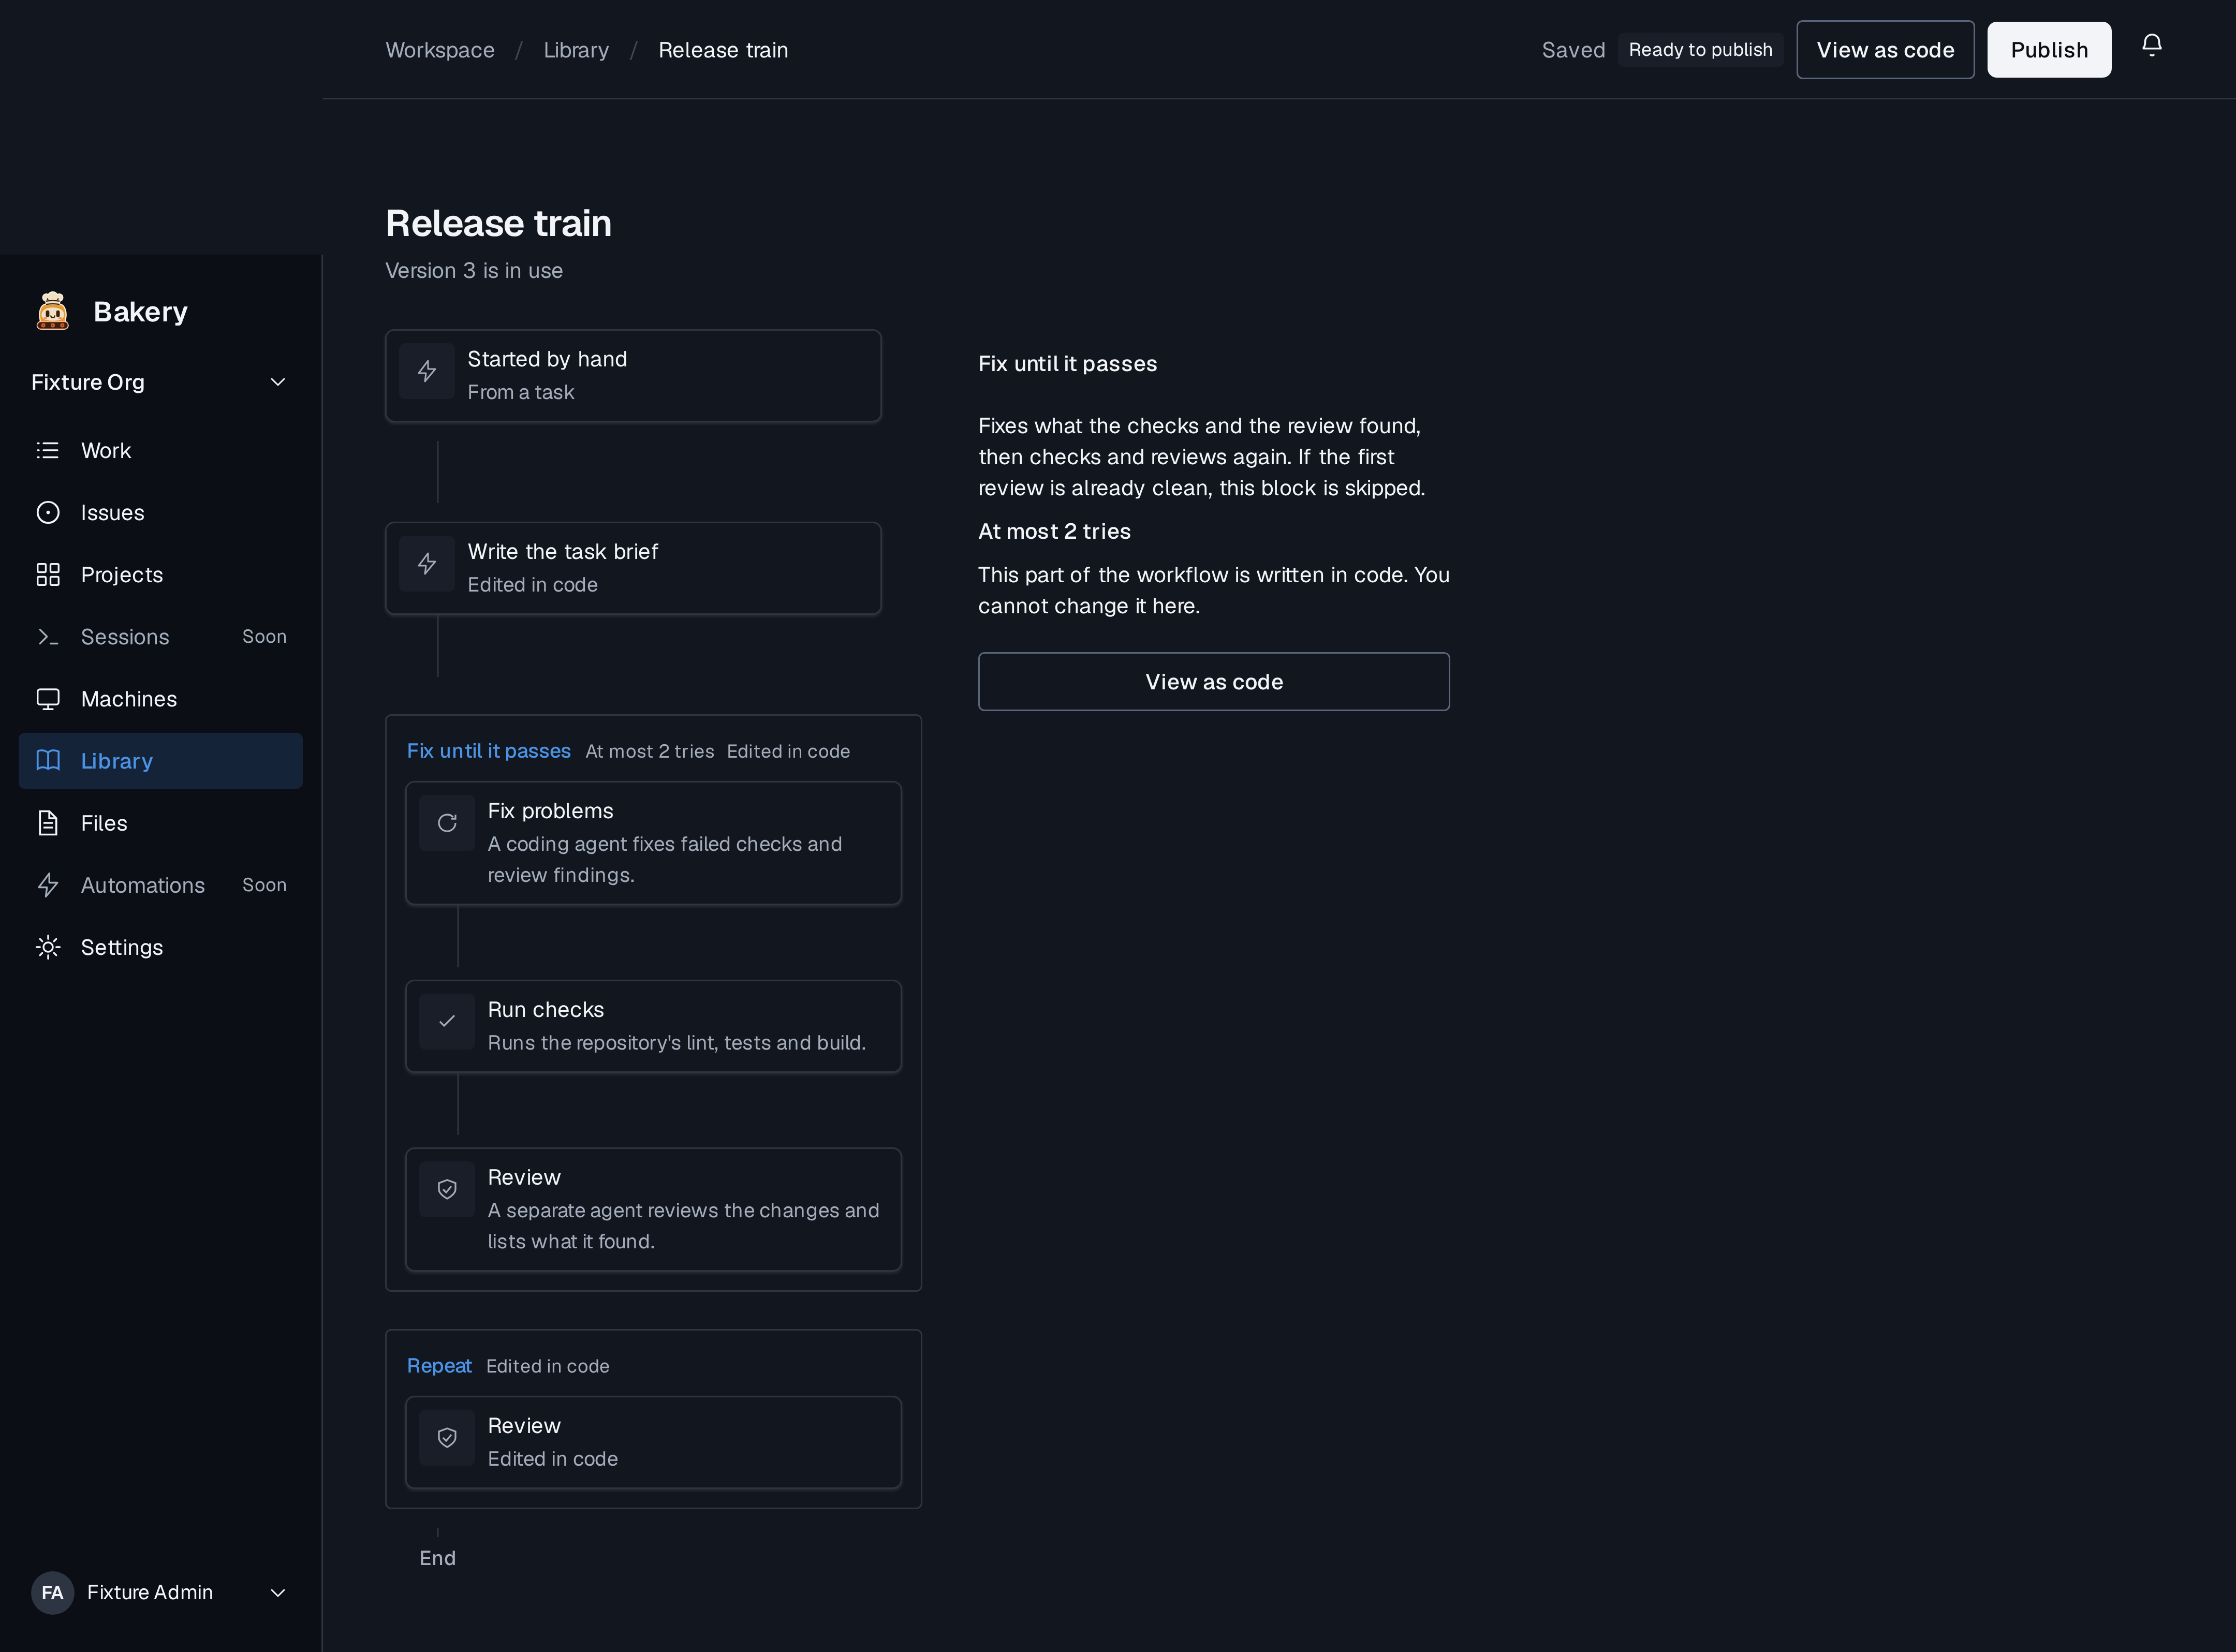 Workspace / Library / Release train
Saved
Ready to publish
View as code
Publish
Bakery
Fixture Org
Work
Issues
Projects
Sessions Soon
Machines
Library
Files
Automations Soon
Settings
FA Fixture Admin
Release train
Version 3 is in use
Started by hand
From a task
Write the task brief
Edited in code
Fix until it passes At most 2 tries Edited in code
Fix problems
A coding agent fixes failed checks and
review findings.
Run checks
Runs the repository's lint, tests and build.
Review
A separate agent reviews the changes and
lists what it found.
Repeat Edited in code
Review
Edited in code
End
Fix until it passes
Fixes what the checks and the review found,
then checks and reviews again. If the first
review is already clean, this block is skipped.
At most 2 tries
This part of the workflow is written in code. You
cannot change it here.
View as code